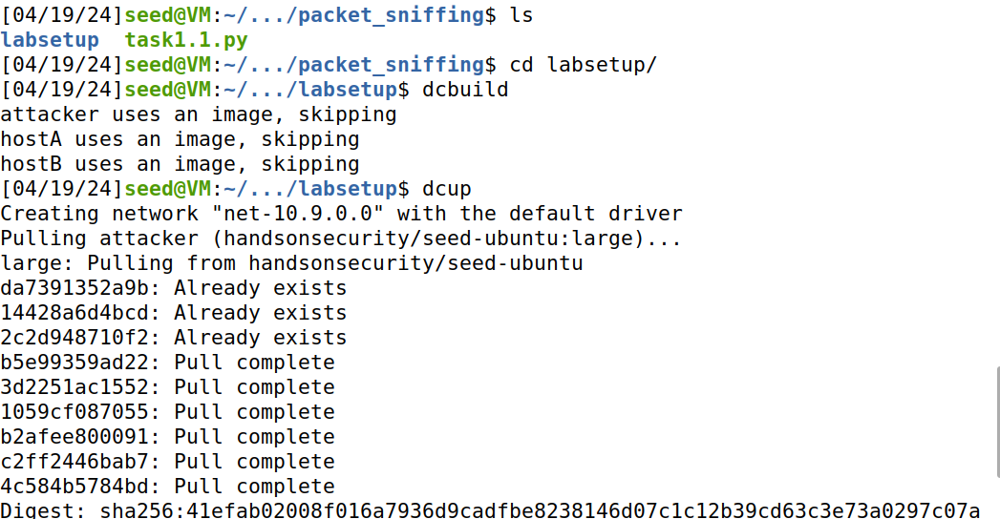 [04/19/24]seed@VM:~/.../packet_sniffing$ ls
labsetup  task1.1.py
[04/19/24]seed@VM:~/.../packet_sniffing$ cd labsetup/
[04/19/24]seed@VM:~/.../labsetup$ dcbuild
attacker uses an image, skipping
hostA uses an image, skipping
hostB uses an image, skipping
[04/19/24]seed@VM:~/.../labsetup$ dcup
Creating network "net-10.9.0.0" with the default driver
Pulling attacker (handsonsecurity/seed-ubuntu:large)...
large: Pulling from handsonsecurity/seed-ubuntu
da7391352a9b: Already exists
14428a6d4bcd: Already exists
2c2d948710f2: Already exists
b5e99359ad22: Pull complete
3d2251ac1552: Pull complete
1059cf087055: Pull complete
b2afee800091: Pull complete
c2ff2446bab7: Pull complete
4c584b5784bd: Pull complete
Digest: sha256:41efab02008f016a7936d9cadfbe8238146d07c1c12b39cd63c3e73a0297c07a